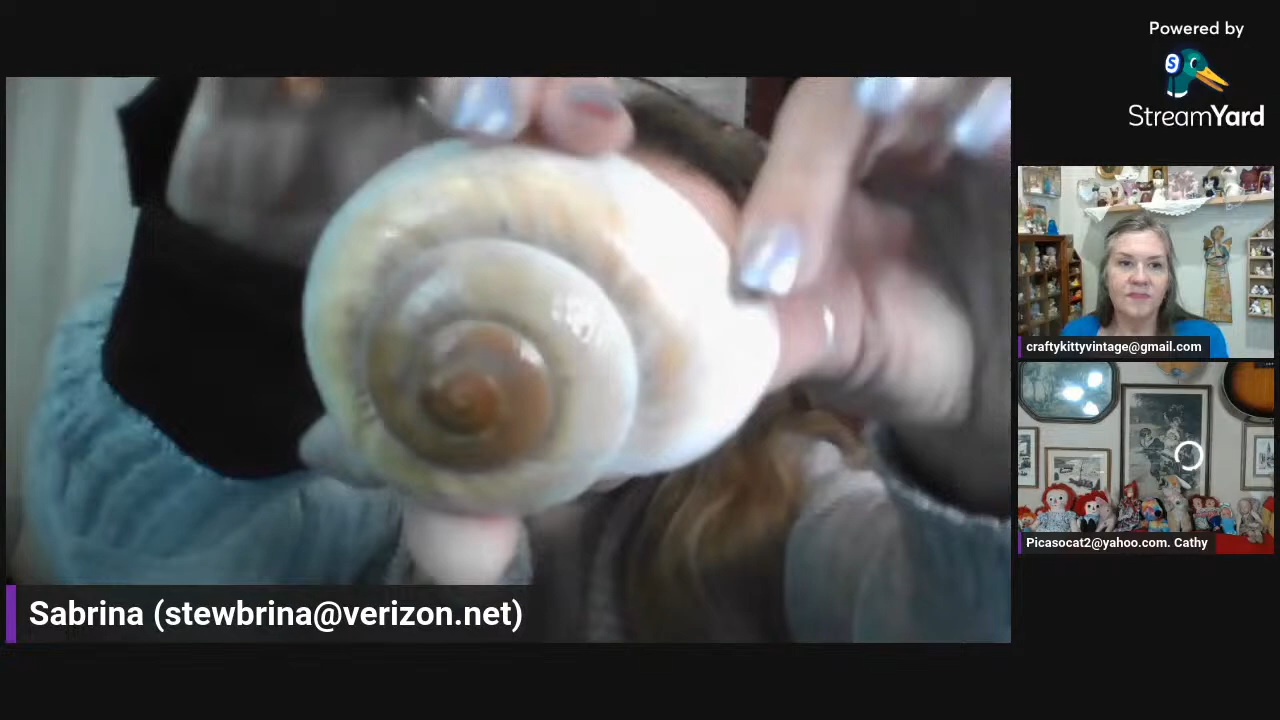 Powered by
S
StreamYard
craftykittyvintage@gmail.com
Picasocat2@yahoo.com. Cathy
Sabrina (stewbrina@verizon.net)